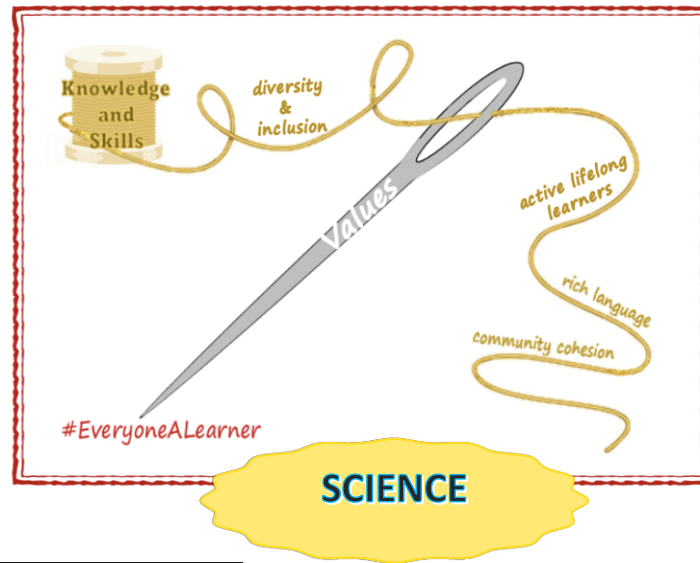 Knowledge
and
Skills
diversity
&
inclusion
Values
active lifelong
learners
rich language
community cohesion
#EveryoneALearner
SCIENCE